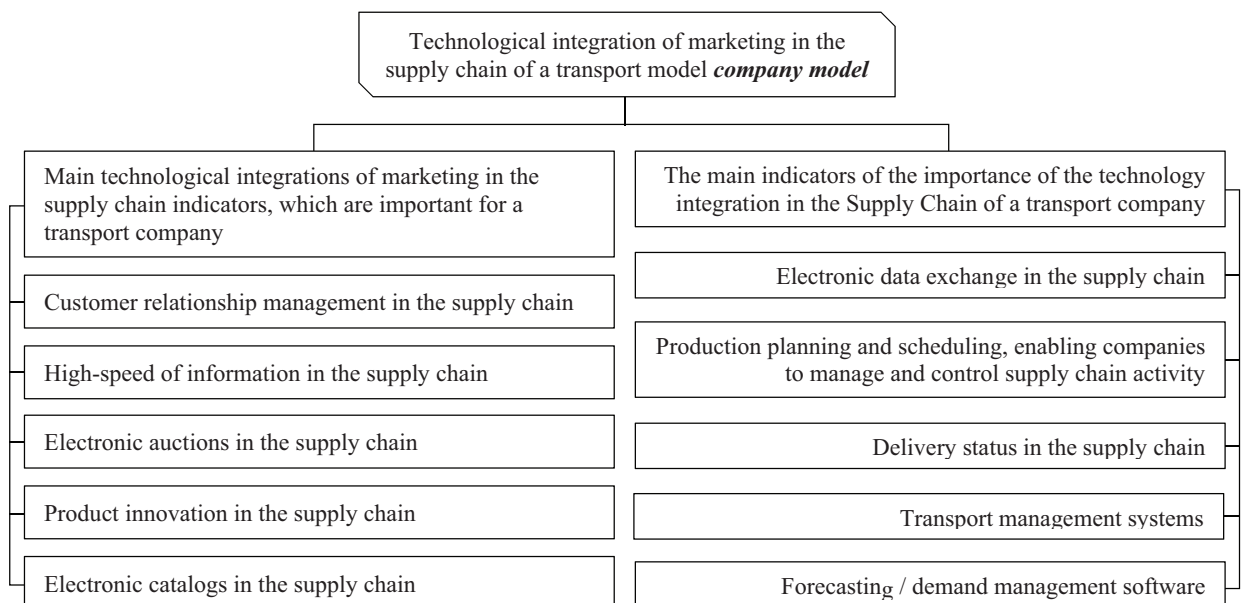 Technological integration of marketing in the
supply chain of a transport model company model
Main technological integrations of marketing in the
supply chain indicators, which are important for a
transport company
Customer relationship management in the supply chain
High-speed of information in the supply chain
Electronic auctions in the supply chain
Product innovation in the supply chain
Electronic catalogs in the supply chain
The main indicators of the importance of the technology
integration in the Supply Chain of a transport company
Electronic data exchange in the supply chain
Production planning and scheduling, enabling companies
to manage and control supply chain activity
Delivery status in the supply chain
Transport management systems
Forecasting / demand management software